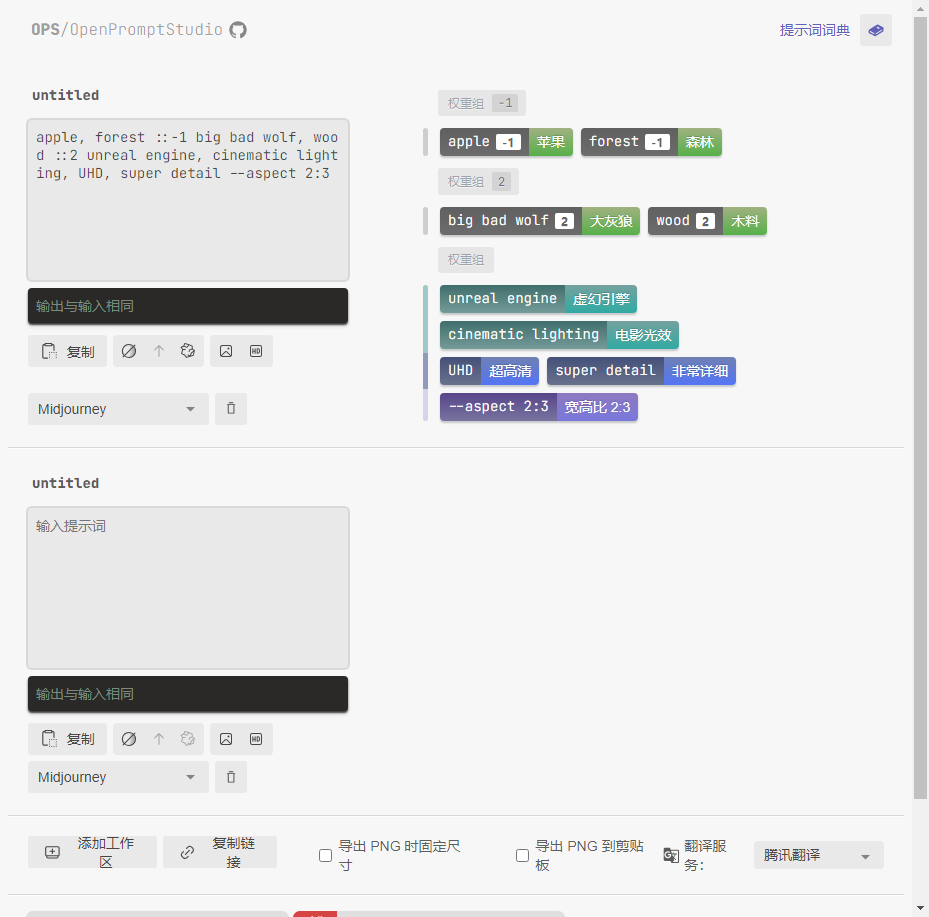 OPS/OpenPromptStudio
提示词词典
untitled
apple, forest ::-1 big bad wolf, woo
d ::2 unreal engine, cinematic light
ing, UHD, super detail --aspect 2:3
输出与输入相同
复制
HD
Midjourney
权重组 -1
apple -1 苹果 forest -1 森林
权重组 2
big bad wolf 2 大灰狼 wood 2 木料
权重组
unreal engine 虚幻引擎
cinematic lighting 电影光效
UHD 超高清 super detail 非常详细
--aspect 2:3 宽高比 2:3
untitled
输入提示词
输出与输入相同
复制
HD
Midjourney
添加工作
区
复制链
接
导出 PNG 时固定尺
寸
导出 PNG 到剪贴
板
翻译服
务:
腾讯翻译